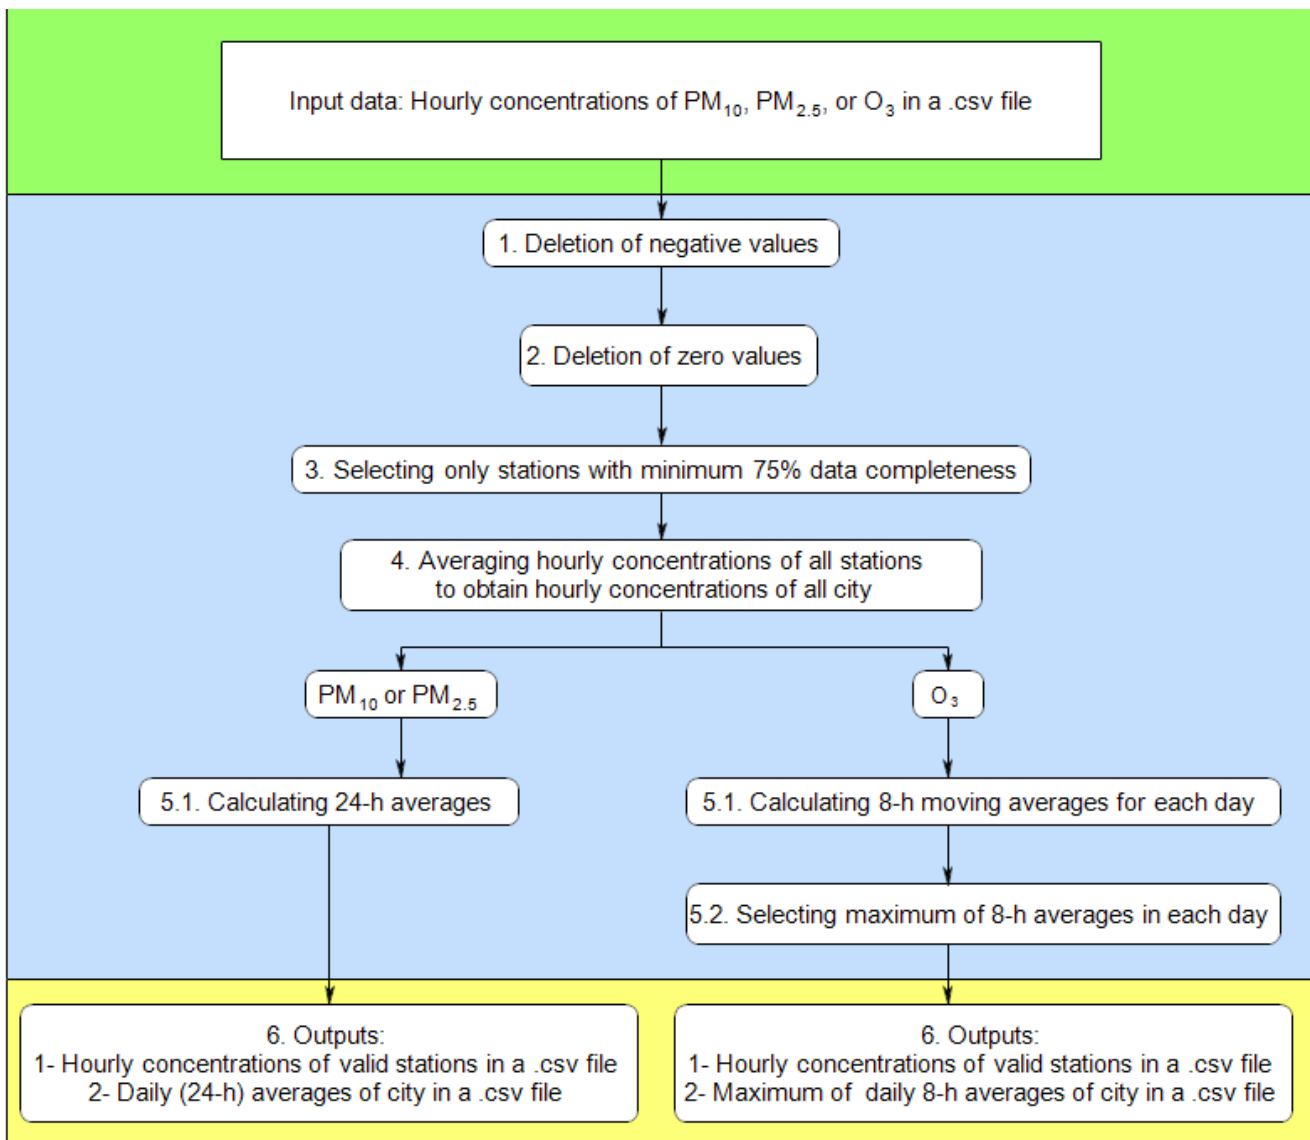 Input data: Hourly concentrations of PM10, PM2.5, or O3 in a .csv file
1. Deletion of negative values
2. Deletion of zero values
3. Selecting only stations with minimum 75% data completeness
4. Averaging hourly concentrations of all stations
to obtain hourly concentrations of all city
PM10 or PM2.5
O3
5.1. Calculating 24-h averages
5.1. Calculating 8-h moving averages for each day
5.2. Selecting maximum of 8-h averages in each day
6. Outputs:
1- Hourly concentrations of valid stations in a .csv file
2- Daily (24-h) averages of city in a .csv file
6. Outputs:
1- Hourly concentrations of valid stations in a .csv file
2- Maximum of daily 8-h averages of city in a .csv file